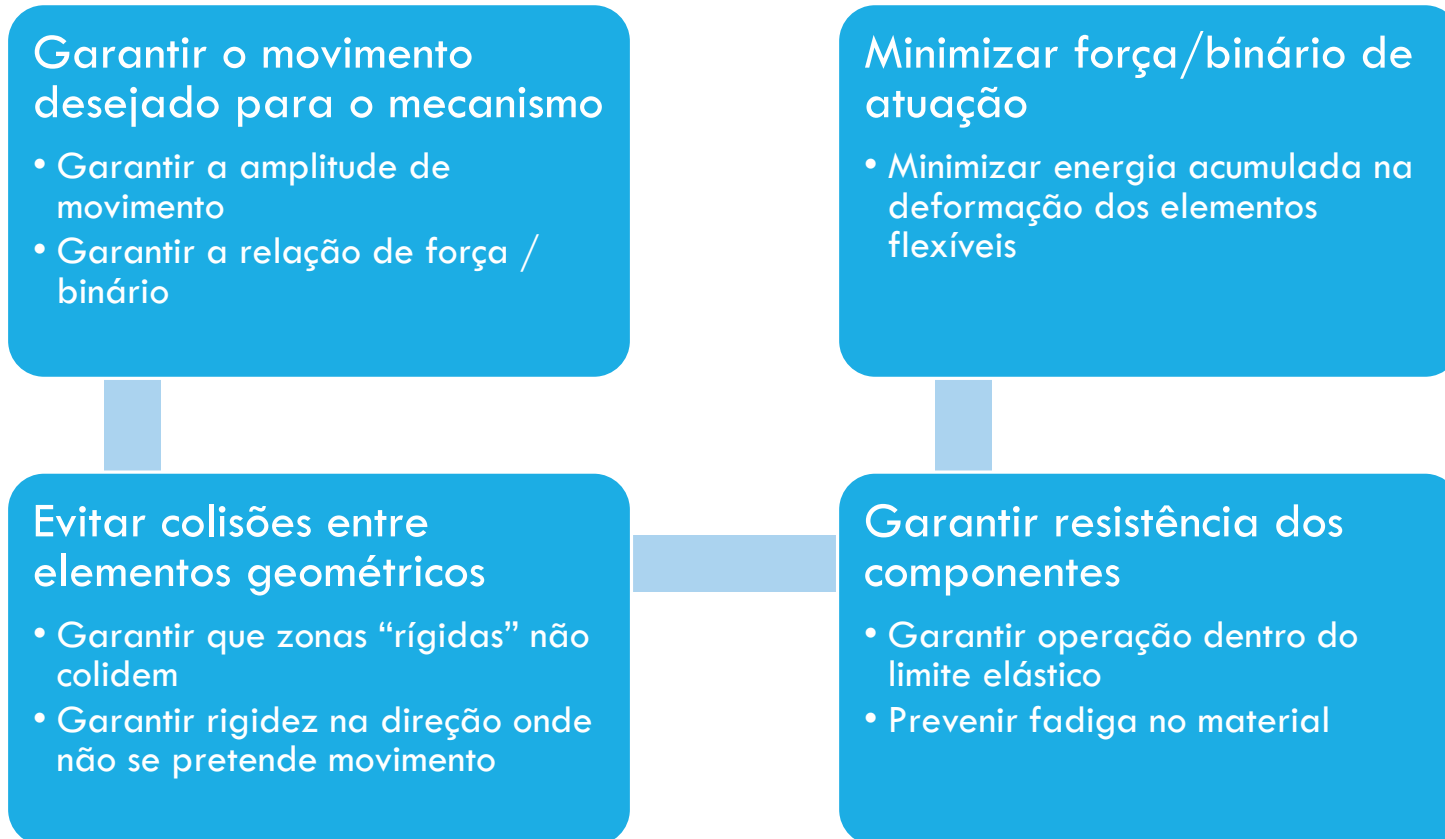 Garantir o movimento
desejado para o mecanismo
• Garantir a amplitude de
movimento
• Garantir a relação de força /
binário
Evitar colisões entre
elementos geométricos
• Garantir que zonas “rígidas” não
colidem
• Garantir rigidez na direção onde
não se pretende movimento
Garantir resistência dos
componentes
• Garantir operação dentro do
limite elástico
• Prevenir fadiga no material
Minimizar força/binário de
atuação
• Minimizar energia acumulada na
deformação dos elementos
flexíveis